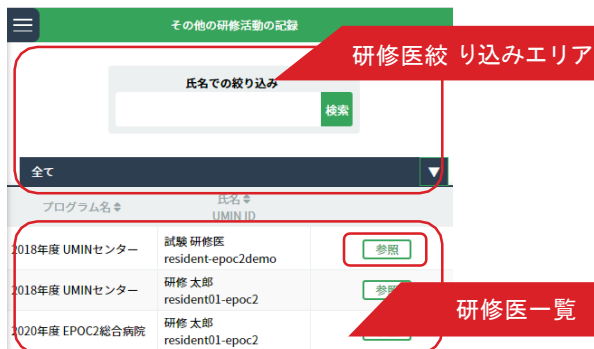 その他の研修活動の記録
研修医絞 り込みエリア
氏名での絞り込み
検索
全て
プログラム名 氏名
UMIN ID
2018年度 UMINセンター 試験 研修医 参照
resident-epoc2demo
2018年度 UMINセンター 研修 太郎 参照
resident01-epoc2
研修医一覧
2020年度 EPOC2総合病院 研修 太郎
resident01-epoc2